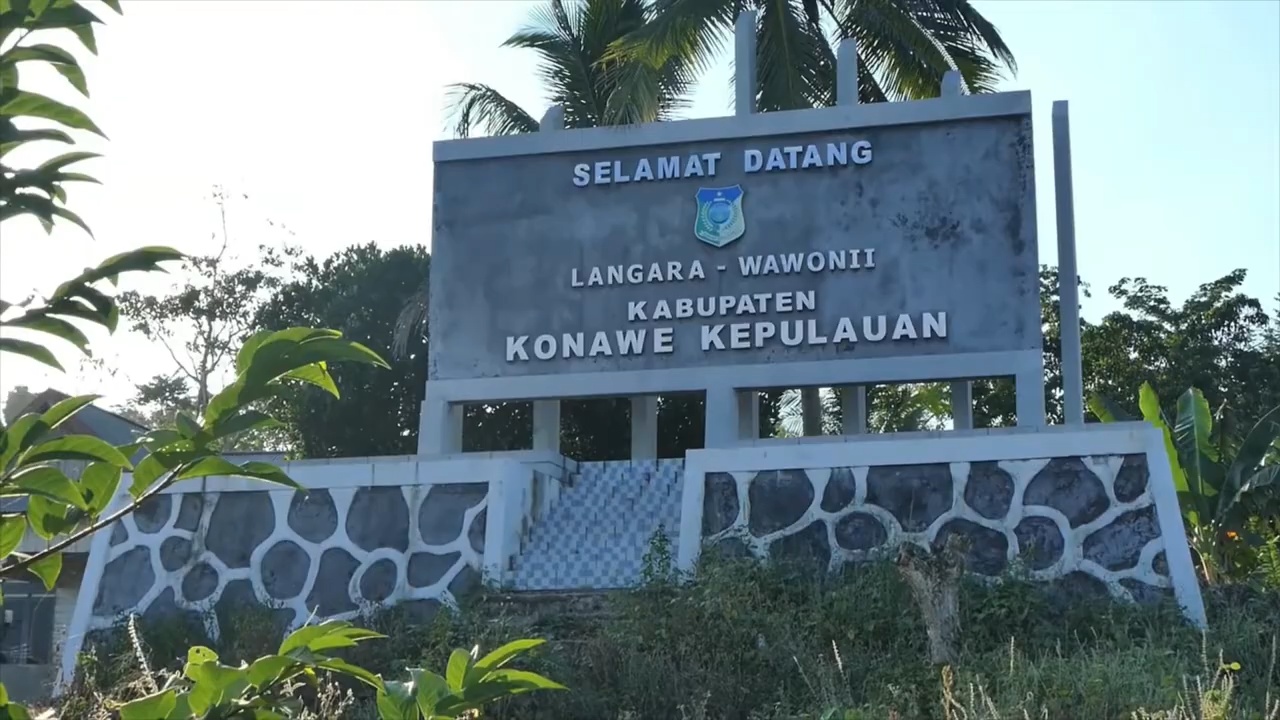 SELAMAT DATANG
LANGARA - WAWONII
KABUPATEN
KONAWE KEPULAUAN